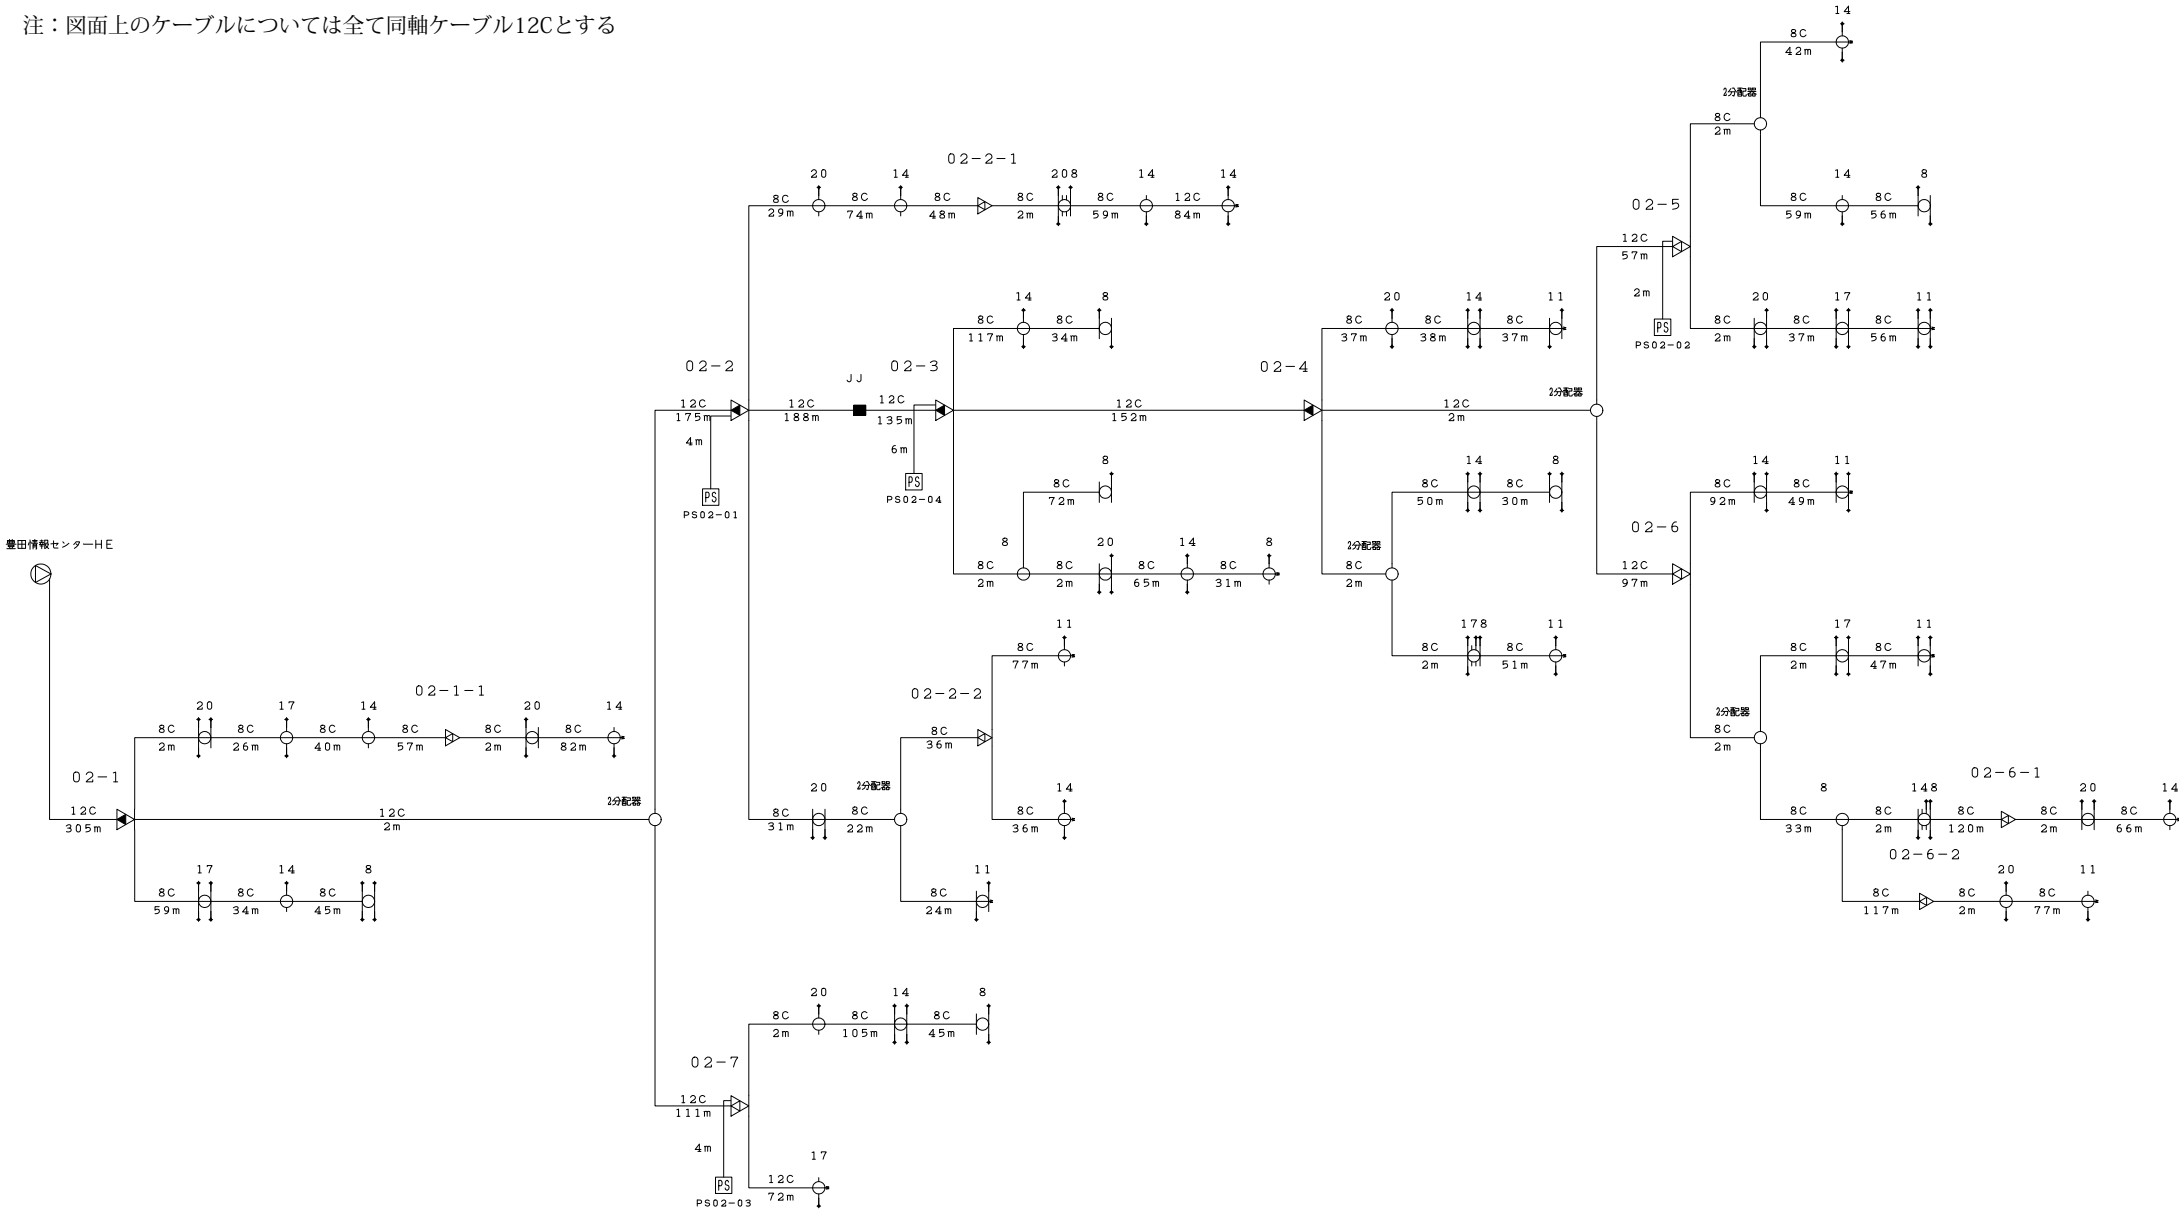 注：図面上のケーブルについては全て同軸ケーブル12Cとする
14
8C
42m
2分配器
8C
2m
14
8
8C
59m
8C
56m
02-5
12C
57m
2m
PS
PS02-02
20
17
11
8C
2m
8C
37m
8C
56m
02-2-1
20
14
208
14
14
8C
29m
8C
74m
8C
48m
8C
2m
8C
59m
12C
84m
14
8
8C
117m
8C
34m
20
14
11
8C
37m
8C
38m
8C
37m
02-2
12C
175m
4m
PS
PS02-01
12C
188m
JJ
12C
135m
02-3
6m
PS
PS02-04
12C
152m
02-4
12C
2m
2分配器
8
8C
72m
8
20
14
8
8C
2m
8C
2m
8C
65m
8C
31m
14
8
8C
50m
8C
30m
2分配器
8C
2m
178
11
8C
2m
8C
51m
14
11
8C
92m
8C
49m
02-6
12C
97m
17
11
8C
2m
8C
47m
2分配器
8C
2m
02-6-1
8
148
20
14
8C
33m
8C
2m
8C
120m
8C
2m
8C
66m
02-6-2
20
11
8C
117m
8C
2m
8C
77m
豊田情報センターHE
02-1-1
20
17
14
20
14
8C
2m
8C
26m
8C
40m
8C
57m
8C
2m
8C
82m
02-1
12C
305m
12C
2m
2分配器
17
14
8
8C
59m
8C
34m
8C
45m
11
8C
77m
02-2-2
8C
36m
20
2分配器
14
8C
31m
8C
22m
8C
36m
11
8C
24m
20
14
8
8C
2m
8C
105m
8C
45m
02-7
12C
111m
4m
PS
PS02-03
17
12C
72m